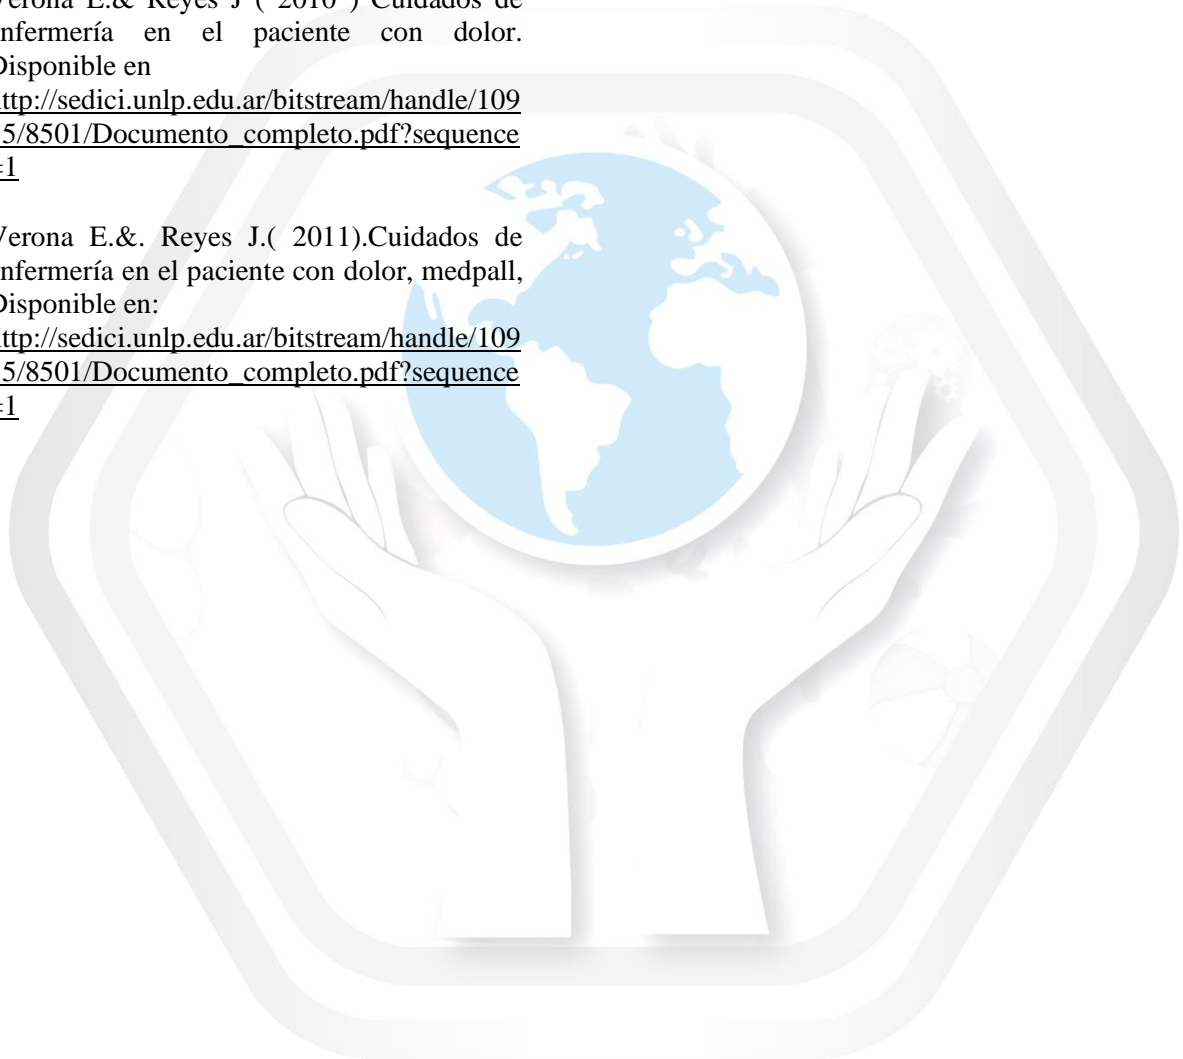 Verona E.& Reyes J ( 2010 ) Cuidados de
nfermería en el paciente con dolor.
Disponible en
ttp://sedici.unlp.edu.ar/bitstream/handle/109
5/8501/Documento_completo.pdf?sequence
=1
Verona E.&. Reyes J.( 2011).Cuidados de
nfermería en el paciente con dolor, medpall,
Disponible en:
ttp://sedici.unlp.edu.ar/bitstream/handle/109
5/8501/Documento_completo.pdf?sequence
=1